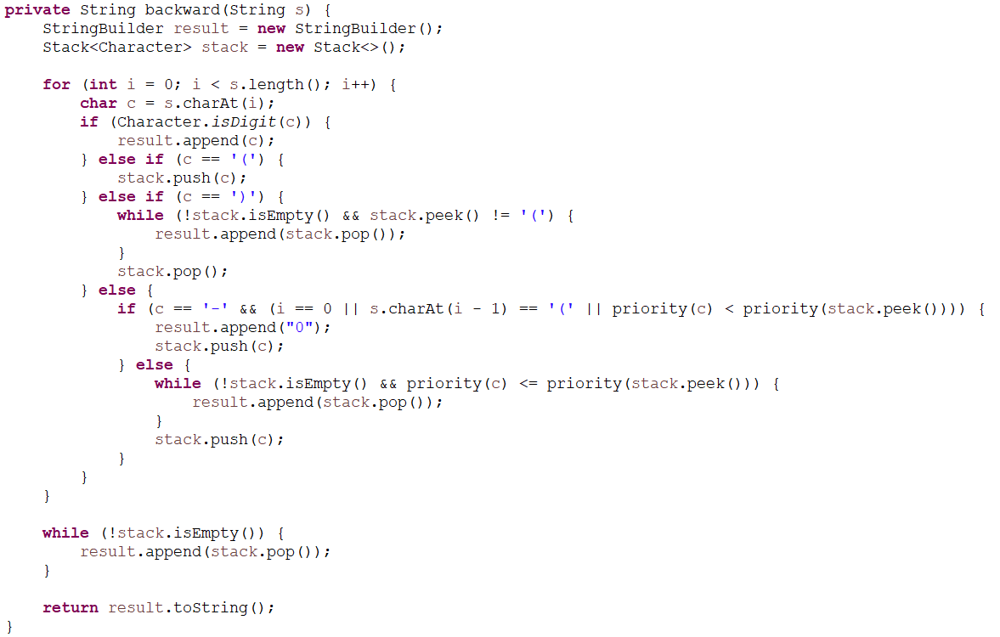 private String backward(String s) {
    StringBuilder result = new StringBuilder();
    Stack<Character> stack = new Stack<>();

    for (int i = 0; i < s.length(); i++) {
        char c = s.charAt(i);
        if (Character.isDigit(c)) {
            result.append(c);
        } else if (c == '(') {
            stack.push(c);
        } else if (c == ')') {
            while (!stack.isEmpty() && stack.peek() != '(') {
                result.append(stack.pop());
            }
            stack.pop();
        } else {
            if (c == '-' && (i == 0 || s.charAt(i - 1) == '(' || priority(c) < priority(stack.peek()))) {
                result.append("0");
                stack.push(c);
            } else {
                while (!stack.isEmpty() && priority(c) <= priority(stack.peek())) {
                    result.append(stack.pop());
                }
                stack.push(c);
            }
        }
    }

    while (!stack.isEmpty()) {
        result.append(stack.pop());
    }

    return result.toString();
}